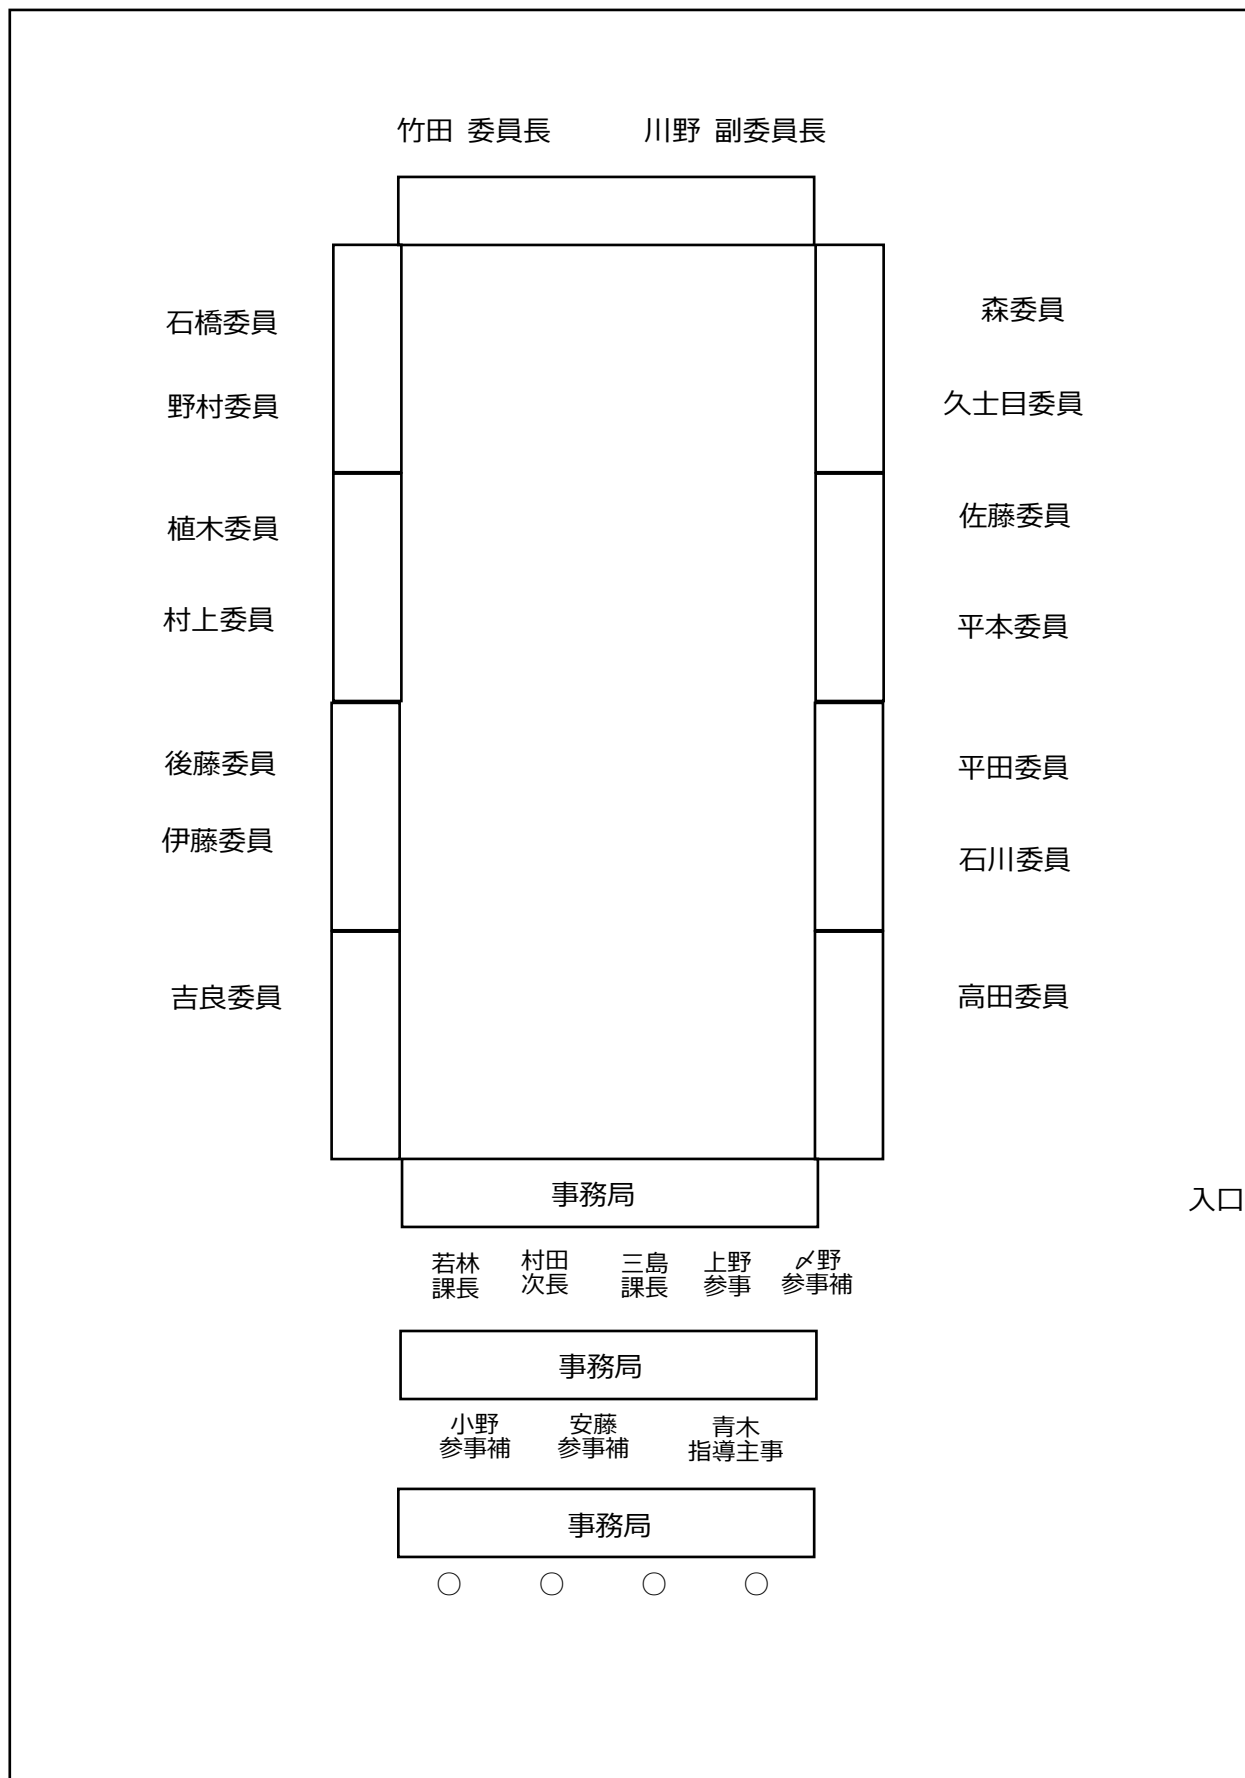 竹田 委員長 川野 副委員長
石橋委員 森委員
野村委員 久士目委員
植木委員 佐藤委員
村上委員 平本委員
後藤委員 平田委員
伊藤委員 石川委員
吉良委員 高田委員
事務局
入口
若林 村田 三島 上野 〆野
課長 次長 課長 参事 参事補
事務局
小野 安藤 青木
参事補 参事補 指導主事
事務局
○ ○ ○ ○